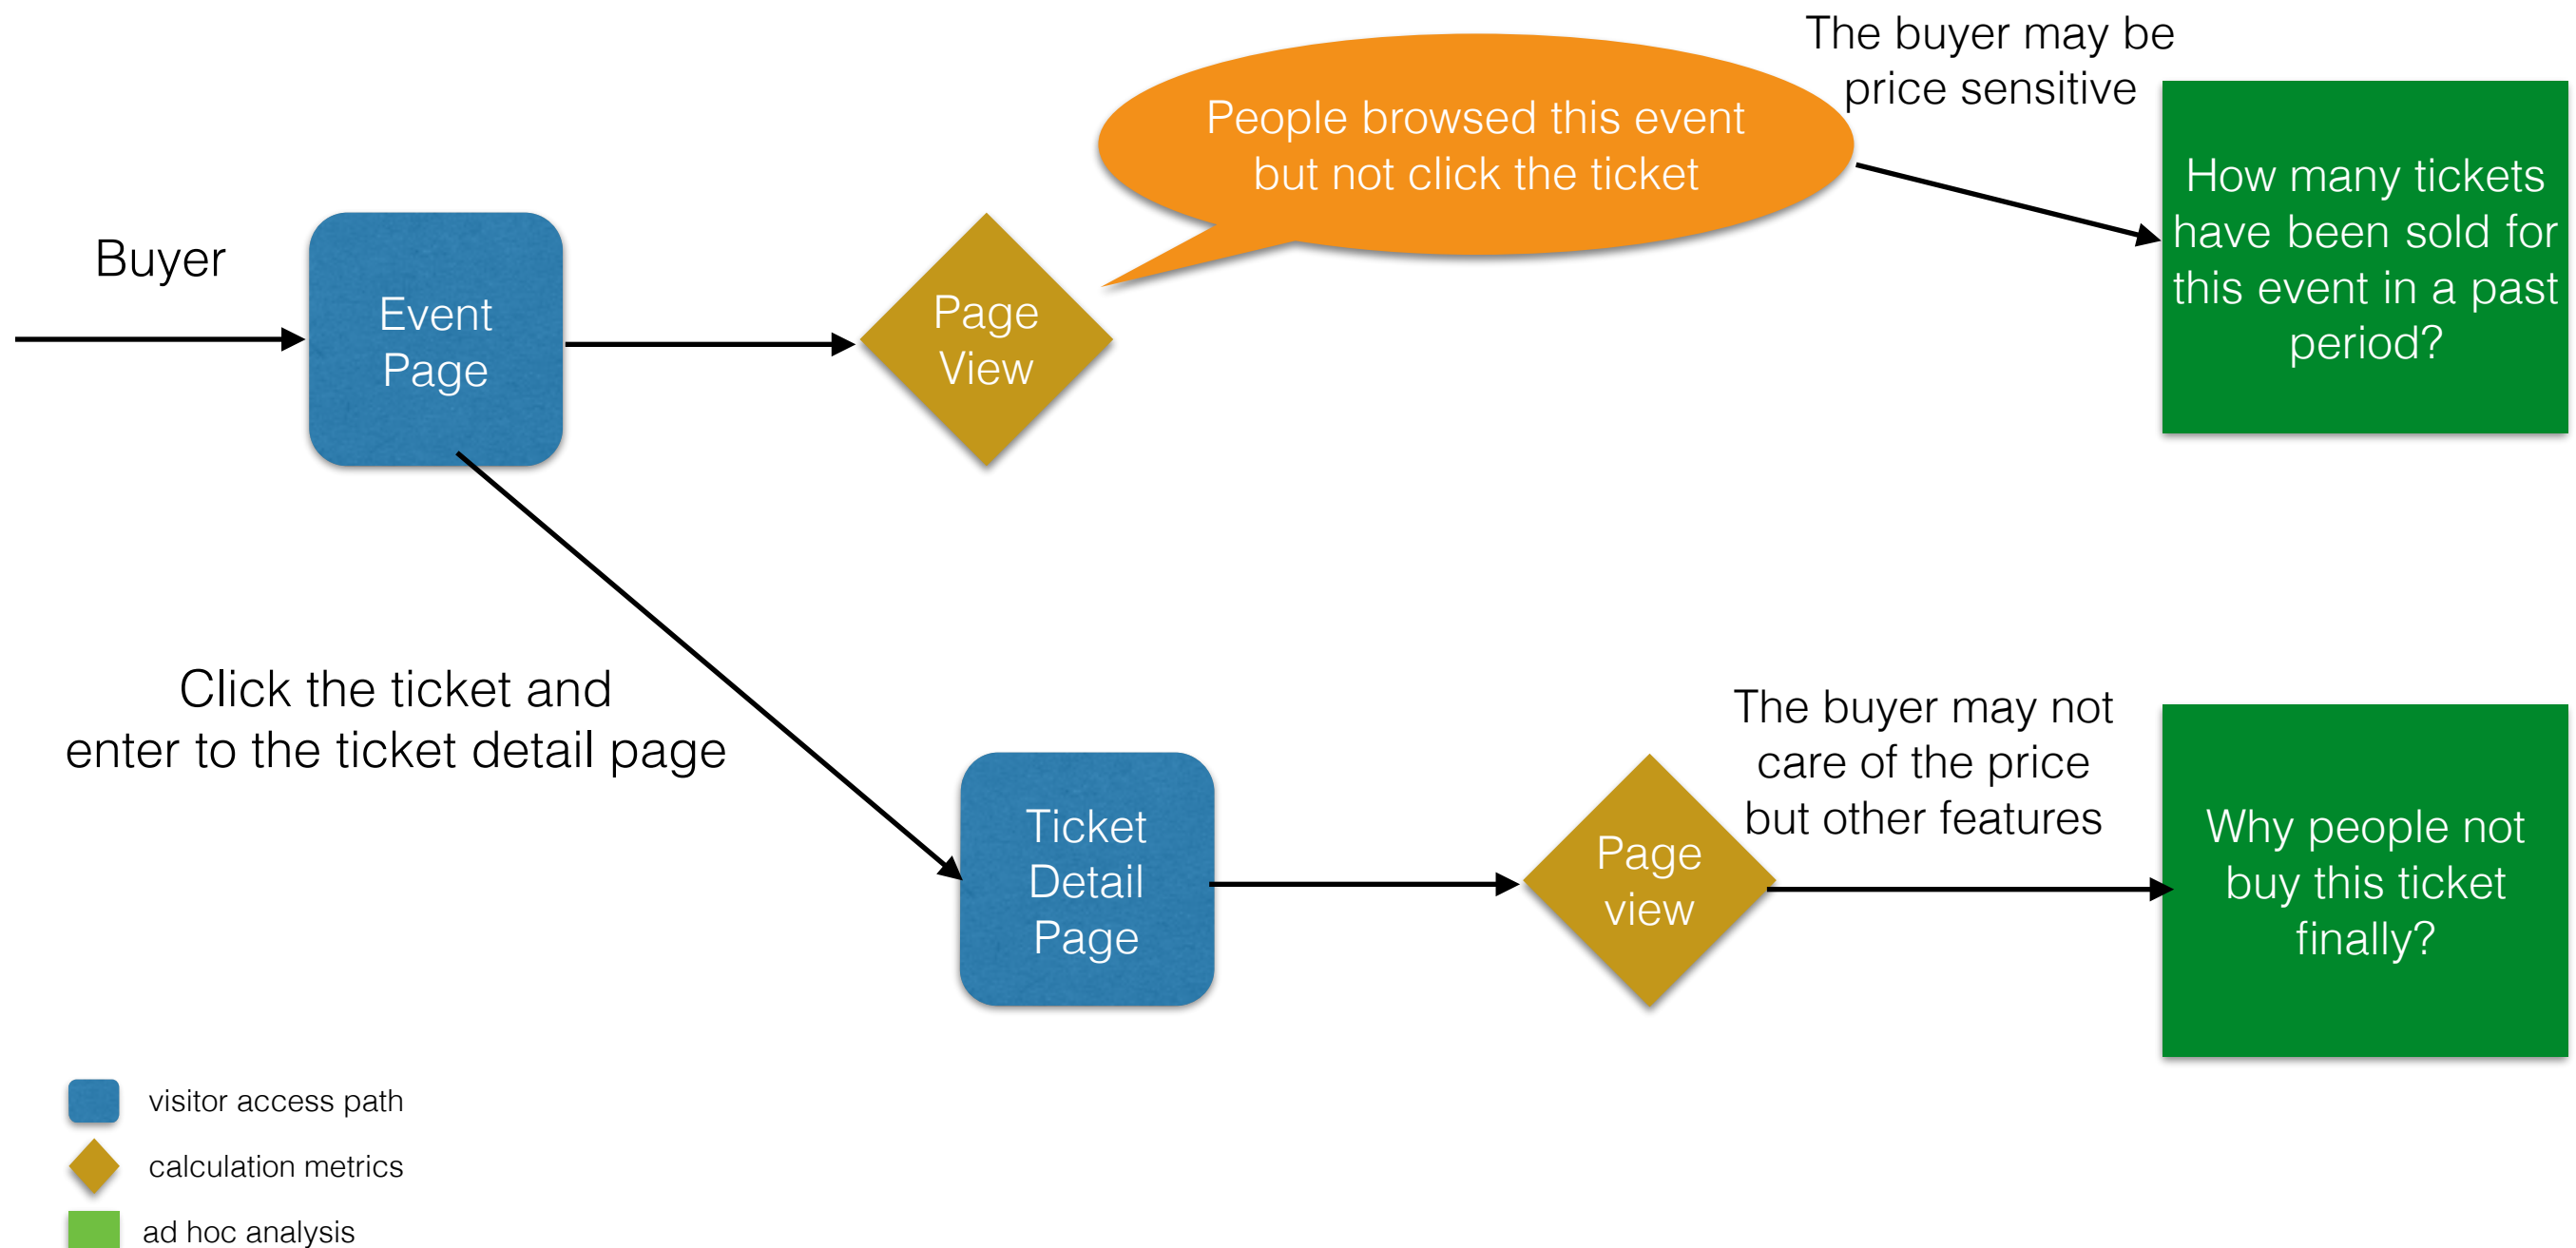 The buyer may be
price sensitive
People browsed this event
but not click the ticket
How many tickets
have been sold for
this event in a past
period?
Buyer
Event
Page
Page
View
Click the ticket and
enter to the ticket detail page
The buyer may not
care of the price
but other features
Ticket
Detail
Page
Page
view
Why people not
buy this ticket
finally?
visitor access path
calculation metrics
ad hoc analysis